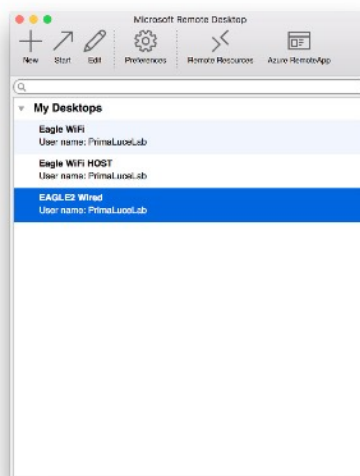 Microsoft Remote Desktop
New Start Edit Preferences Remote Resources Azure RemoteApp
My Desktops
Eagle WiFi
User name: PrimaLuceLab
Eagle WiFi HOST
User name: PrimaLuceLab
EAGLE2 Wired
User name: PrimaLuceLab